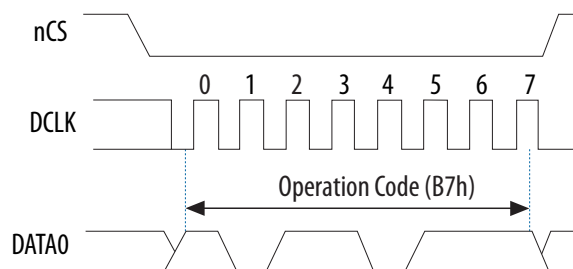 nCS
0 1 2 3 4 5 6 7
DCLK
Operation Code (B7h)
DATA0